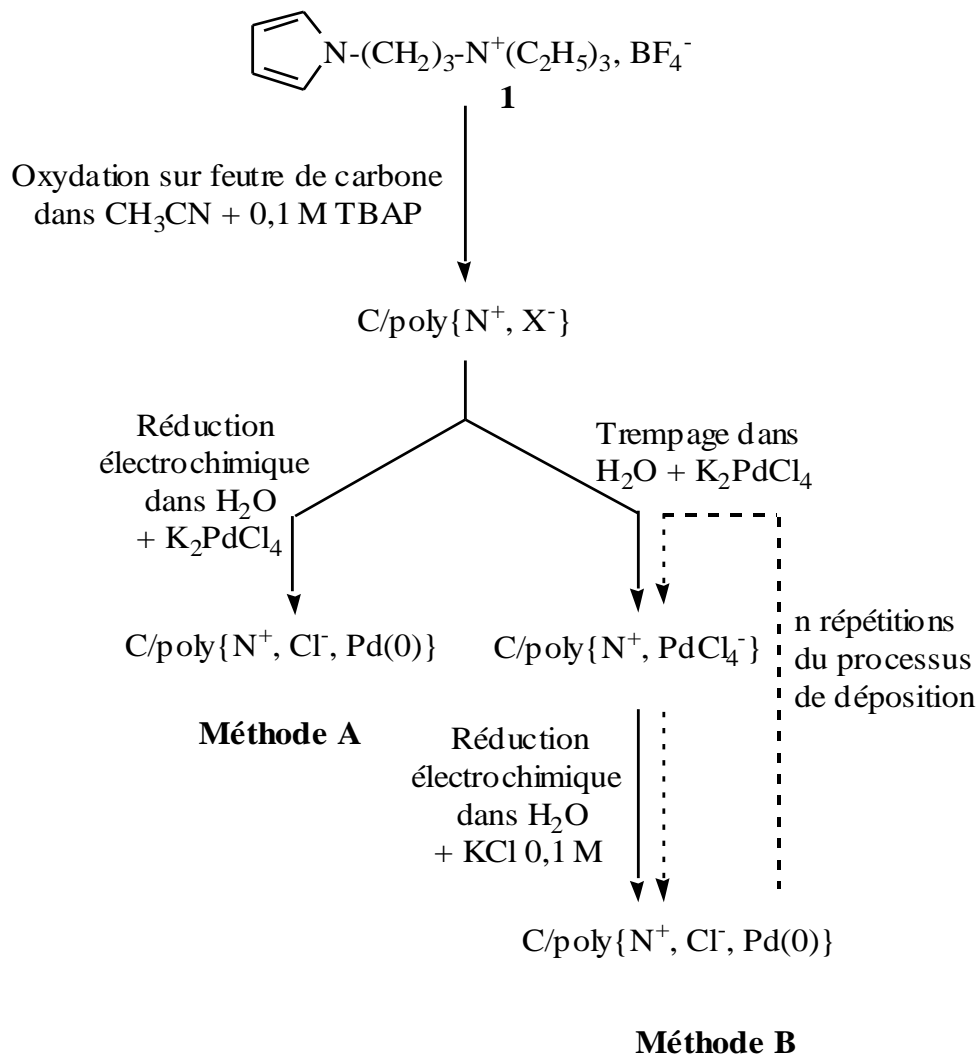 N-(CH₂)₃-N⁺(C₂H₅)₃, BF₄⁻
1
Oxydation sur feutre de carbone
dans CH₃CN + 0,1 M TBAP
C/poly{N⁺, X⁻}
Réduction
électrochimique
dans H₂O
+ K₂PdCl₄
Trempage dans
H₂O + K₂PdCl₄
C/poly{N⁺, Cl⁻, Pd(0)}
C/poly{N⁺, PdCl₄⁻}
n répétitions
du processus
de déposition
Méthode A
Réduction
électrochimique
dans H₂O
+ KCl 0,1 M
C/poly{N⁺, Cl⁻, Pd(0)}
Méthode B